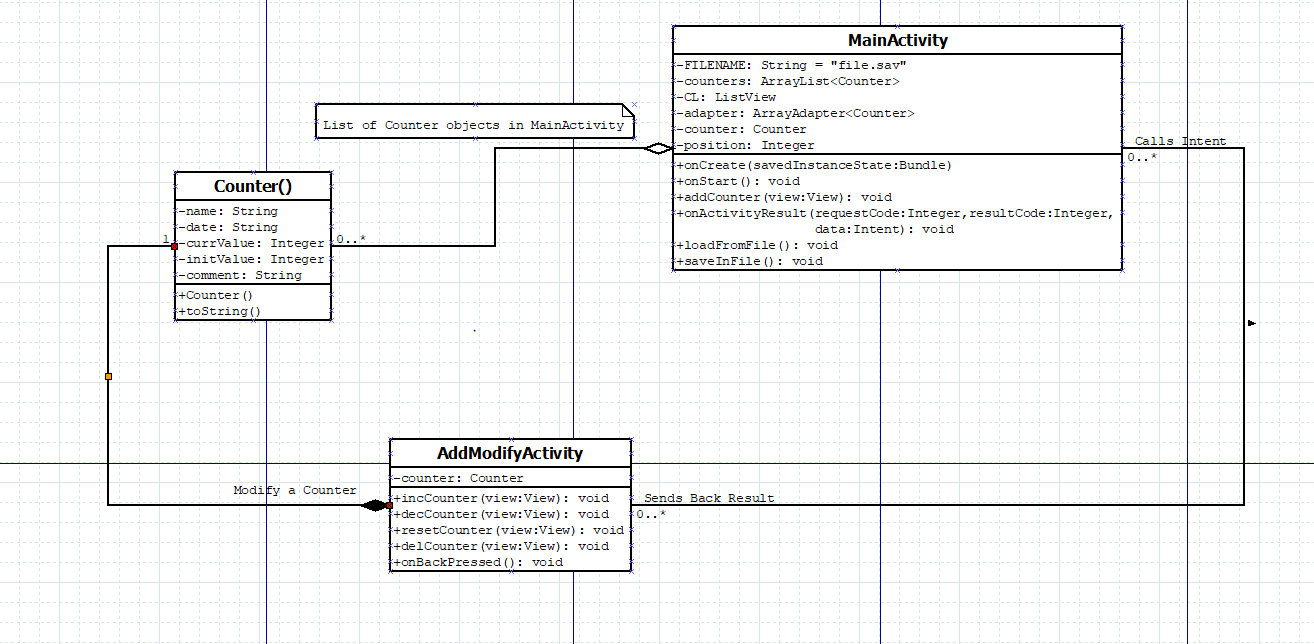 MainActivity
-FILENAME: String = "file.sav"
-counters: ArrayList<Counter>
-CL: ListView
-adapter: ArrayAdapter<Counter>
-counter: Counter
-position: Integer
+onCreate(savedInstanceState:Bundle)
+onStart(): void
+addCounter(view:View): void
+onActivityResult(requestCode:Integer,resultCode:Integer,
data:Intent): void
+loadFromFile(): void
+saveInFile(): void
List of Counter objects in MainActivity
Calls Intent
0..*
Counter()
-name: String
-date: String
-currValue: Integer
-initValue: Integer
-comment: String
+Counter()
+toString()
1
0..*
AddModifyActivity
-counter: Counter
+incCounter(view:View): void
+decCounter(view:View): void
+resetCounter(view:View): void
+delCounter(view:View): void
+onBackPressed(): void
Modify a Counter
Sends Back Result
0..*